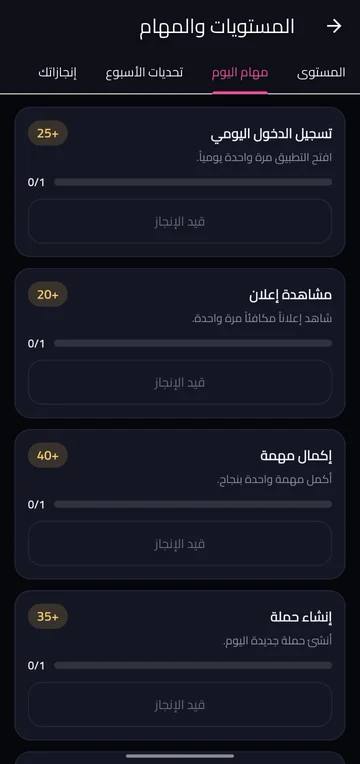 المستويات والمهام
المستوى
مهام اليوم
تحديات الأسبوع
إنجازاتك
تسجيل الدخول اليومي
+25
افتح التطبيق مرة واحدة يومياً.
0/1
قيد الإنجاز
مشاهدة إعلان
+20
شاهد إعلاناً مكافئاً مرة واحدة.
0/1
قيد الإنجاز
إكمال مهمة
+40
أكمل مهمة واحدة بنجاح.
0/1
قيد الإنجاز
إنشاء حملة
+35
أنشئ حملة جديدة اليوم.
0/1
قيد الإنجاز